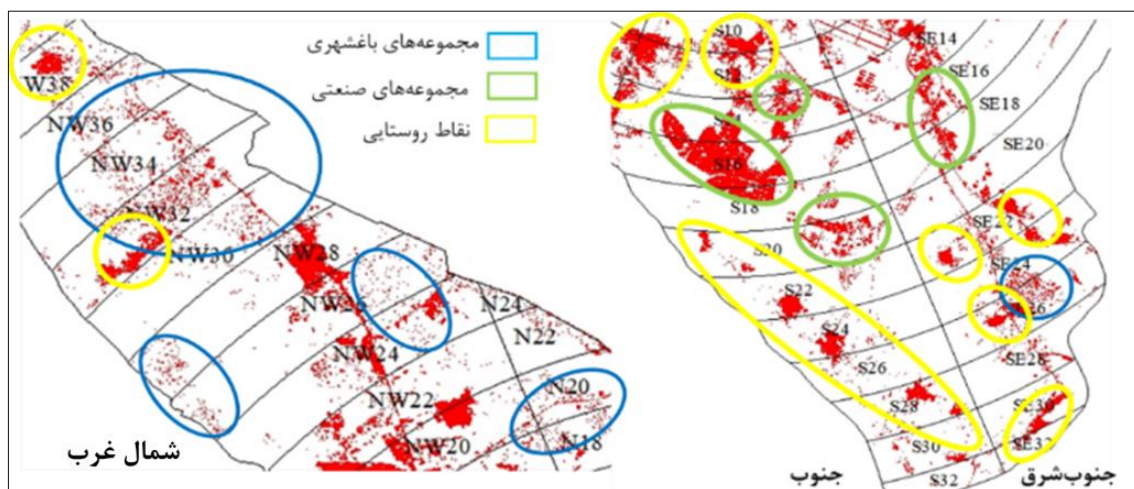 مجموعه‌های باغشهری
مجموعه‌های صنعتی
نقاط روستایی
W38
NW36
NW34
NW32
NW30
NW28
NW26
NW24
NW22
NW20
N24
N22
N20
N18
شمال غرب
S10
S16
S18
S20
S22
S24
S26
S28
S30
S32
SE14
SE16
SE18
SE20
SE22
SE24
SE28
SE30
SE32
جنوب
جنوب‌شرق